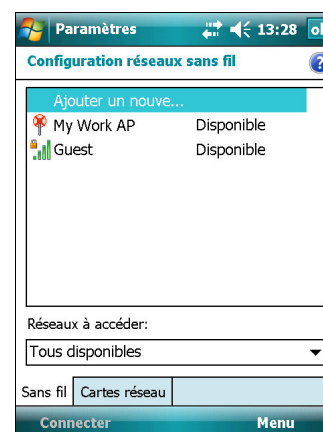 Paramètres 13:28 ok
Configuration réseaux sans fil ?
Ajouter un nouve...
My Work AP Disponible
Guest Disponible
Réseaux à accéder:
Tous disponibles
Sans fil Cartes réseau
Connecter Menu